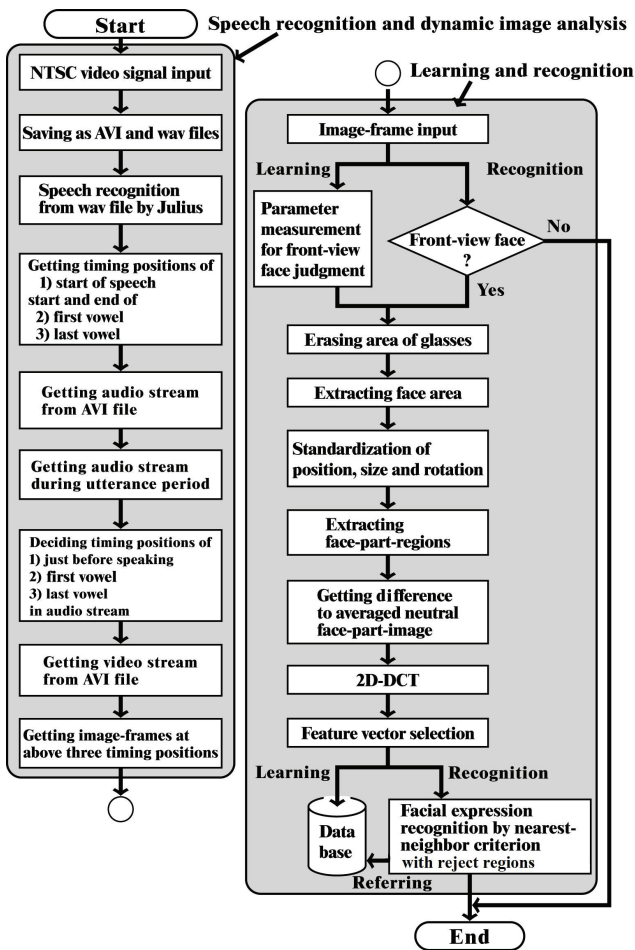 Start
Speech recognition and dynamic image analysis
NTSC video signal input
Saving as AVI and wav files
Speech recognition
from wav file by Julius
Getting timing positions of
1) start of speech
start and end of
2) first vowel
3) last vowel
Getting audio stream
from AVI file
Getting audio stream
during utterance period
Deciding timing positions of
1) just before speaking
2) first vowel
3) last vowel
in audio stream
Getting video stream
from AVI file
Getting image-frames at
above three timing positions
Learning and recognition
Image-frame input
Learning
Recognition
Parameter
measurement
for front-view
face judgment
Front-view face
?
No
Yes
Erasing area of glasses
Extracting face area
Standardization of
position, size and rotation
Extracting
face-part-regions
Getting difference
to averaged neutral
face-part-image
2D-DCT
Feature vector selection
Learning
Recognition
Data
base
Facial expression
recognition by nearest-
neighbor criterion
with reject regions
Referring
End